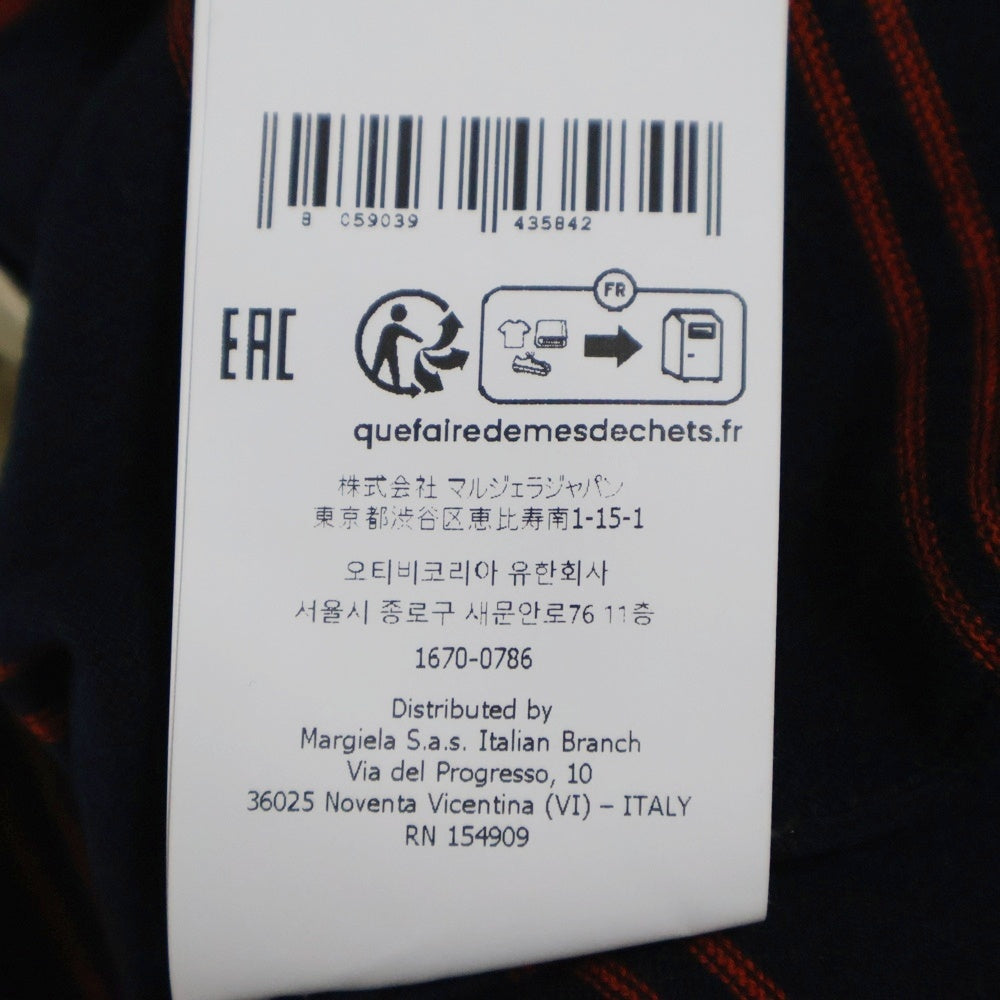 8 059039 435842
EAC
FR
quefairedemesdechets.fr
株式会社 マルジェラジャパン
東京都渋谷区恵比寿南1-15-1
오티비코리아 유한회사
서울시 종로구 새문안로76 11층
1670-0786
Distributed by
Margiela S.a.s. Italian Branch
Via del Progresso, 10
36025 Noventa Vicentina (VI) – ITALY
RN 154909